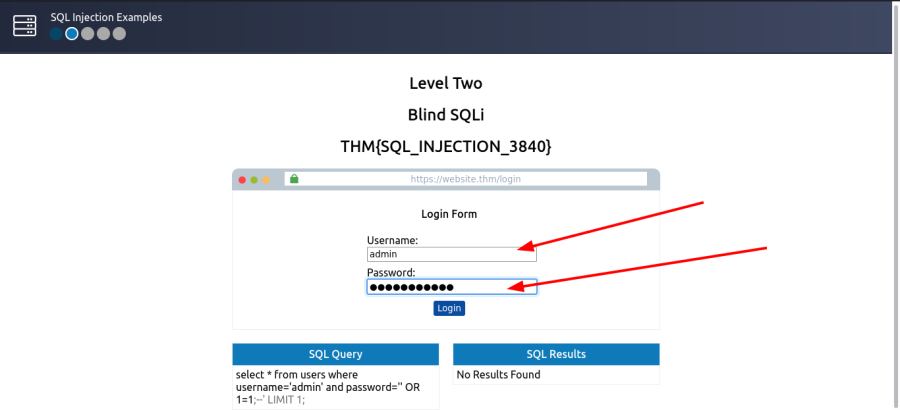 SQL Injection Examples
Level Two
Blind SQLi
THM{SQL_INJECTION_3840}
https://website.thm/login
Login Form
Username:
admin
Password:
●●●●●●●●●●●
Login
SQL Query
select * from users where
username='admin' and password='' OR
1=1;--' LIMIT 1;
SQL Results
No Results Found